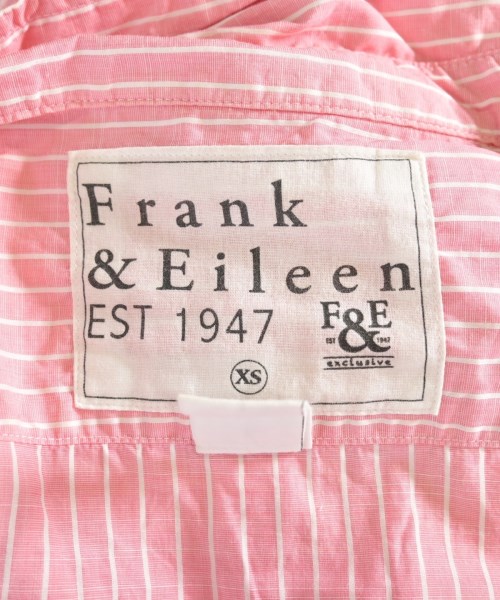 Frank
& Eileen
EST 1947
F&E
EST 1947
exclusive
XS